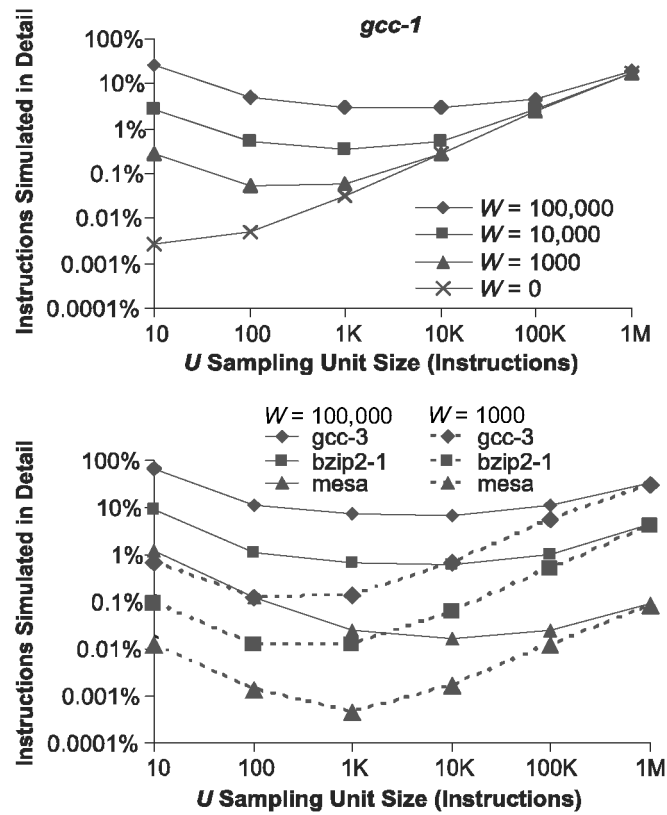 gcc-1
Instructions Simulated in Detail
100%
10%
1%
0.1%
0.01%
0.001%
0.0001%
W = 100,000
W = 10,000
W = 1000
W = 0
10 100 1K 10K 100K 1M
U Sampling Unit Size (Instructions)
W = 100,000 W = 1000
gcc-3 gcc-3
bzip2-1 bzip2-1
mesa mesa
Instructions Simulated in Detail
100%
10%
1%
0.1%
0.01%
0.001%
0.0001%
10 100 1K 10K 100K 1M
U Sampling Unit Size (Instructions)